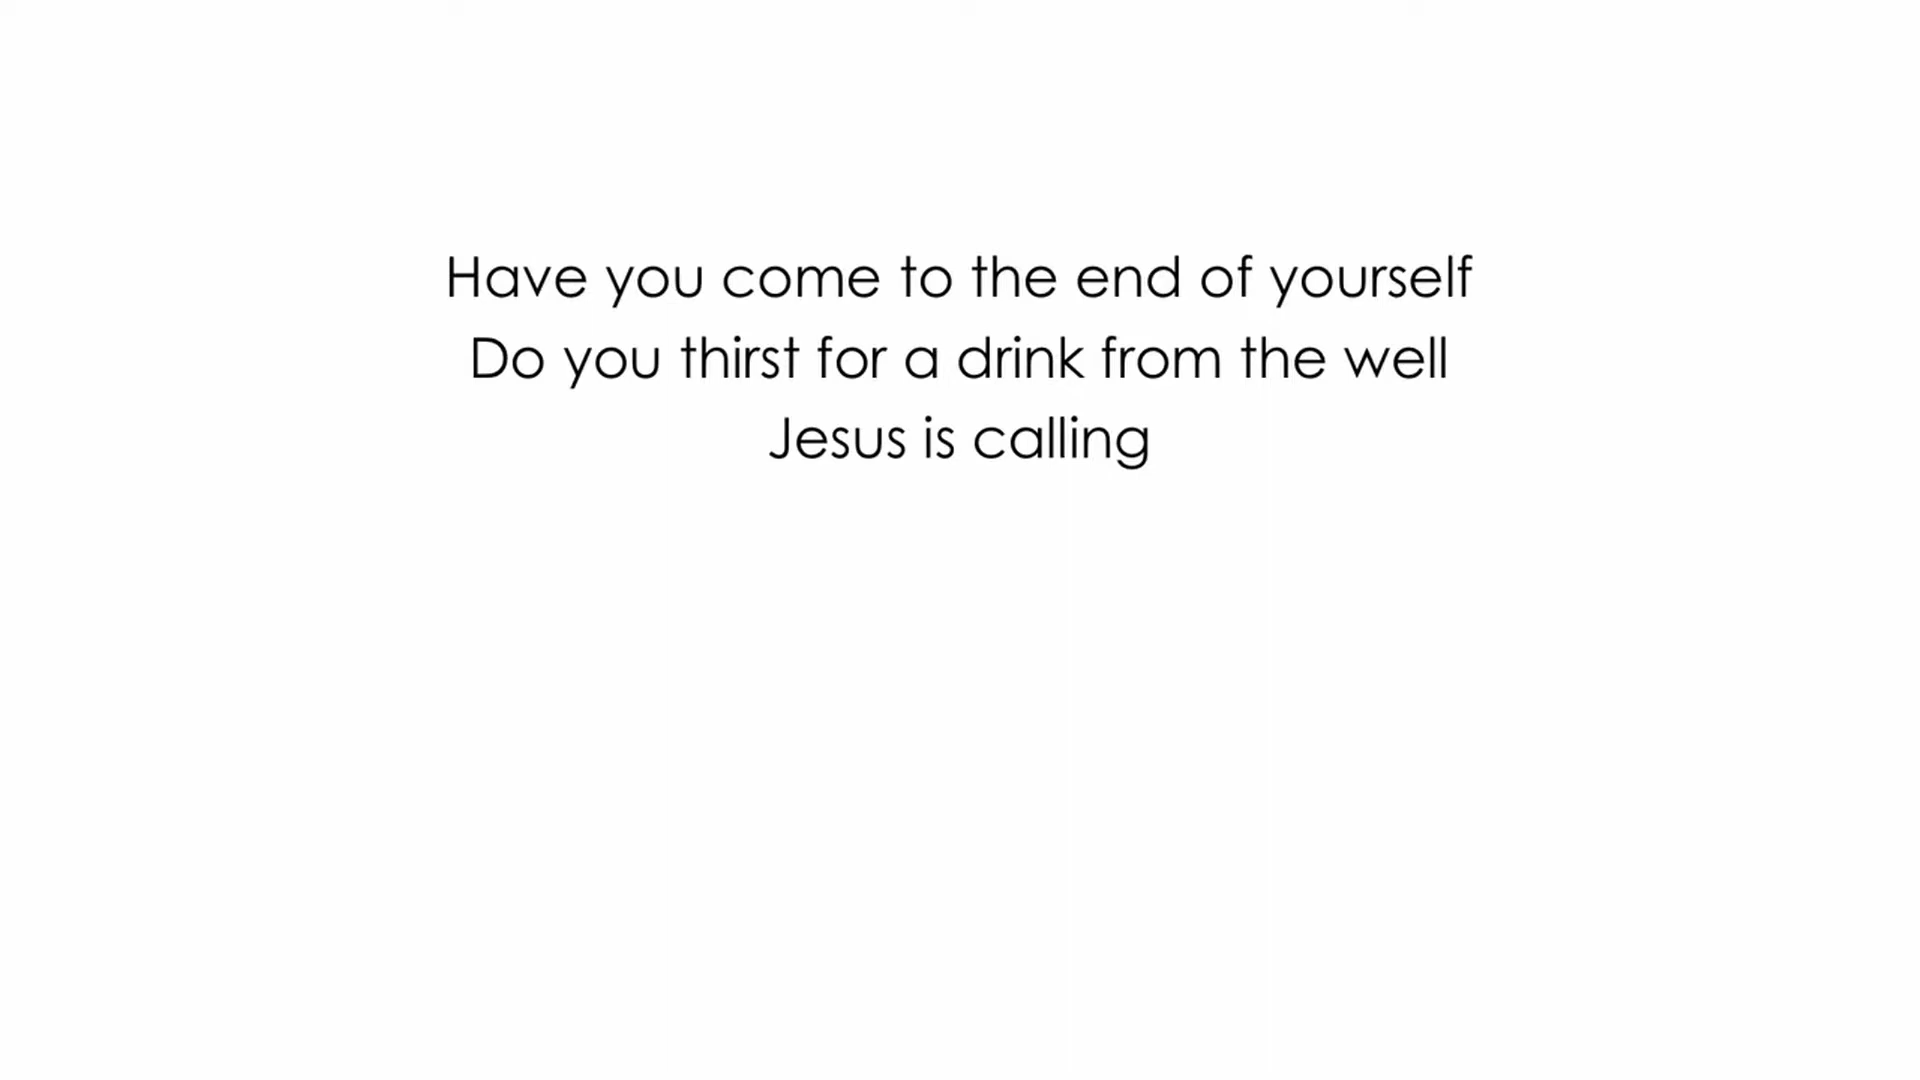 Have you come to the end of yourself
Do you thirst for a drink from the well
Jesus is calling